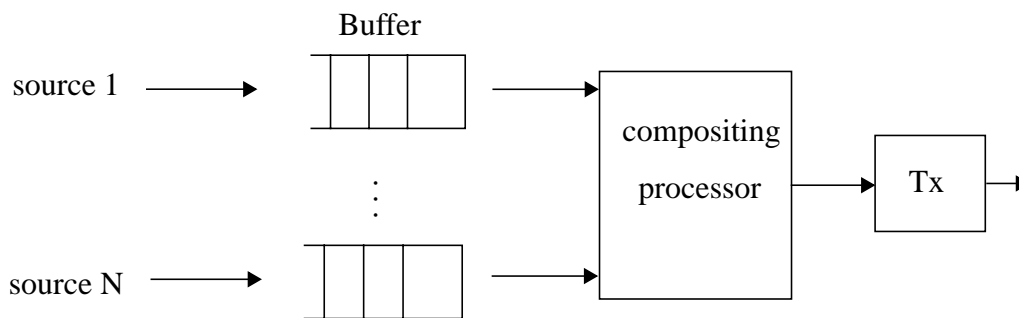 Buffer
source 1
compositing
processor
Tx
source N